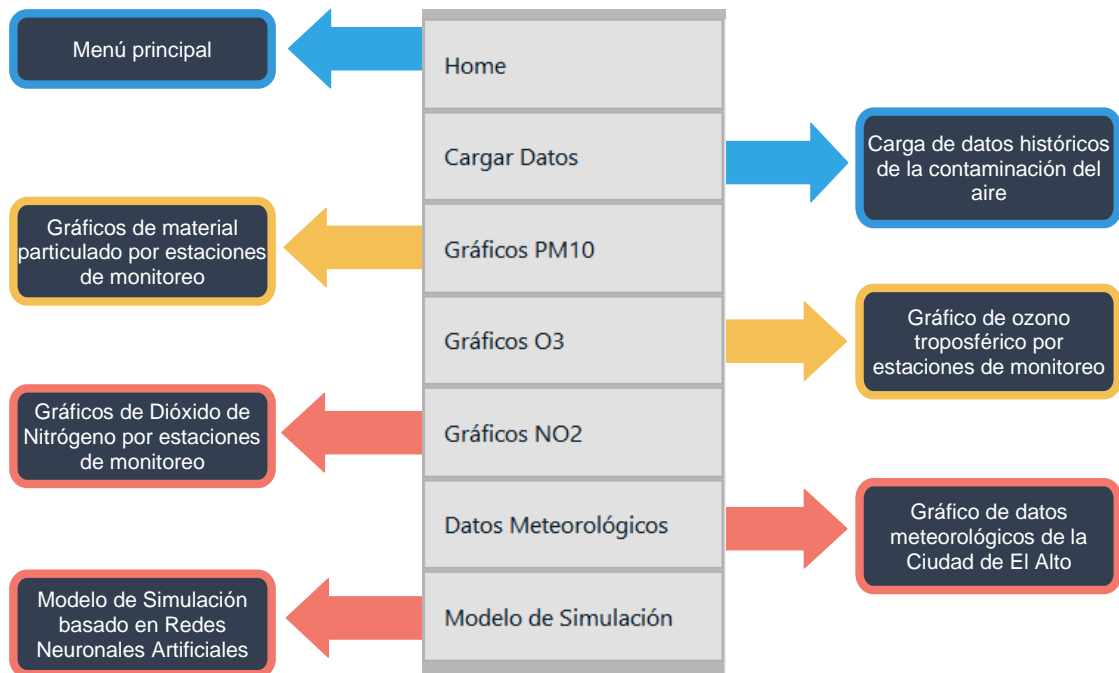 Menú principal
Home
Cargar Datos
Carga de datos históricos
de la contaminación del
aire
Gráficos de material
particulado por estaciones
de monitoreo
Gráficos PM10
Gráficos O3
Gráfico de ozono
troposférico por
estaciones de monitoreo
Gráficos de Dióxido de
Nitrógeno por estaciones
de monitoreo
Gráficos NO2
Datos Meteorológicos
Gráfico de datos
meteorológicos de la
Ciudad de El Alto
Modelo de Simulación
basado en Redes
Neuronales Artificiales
Modelo de Simulación